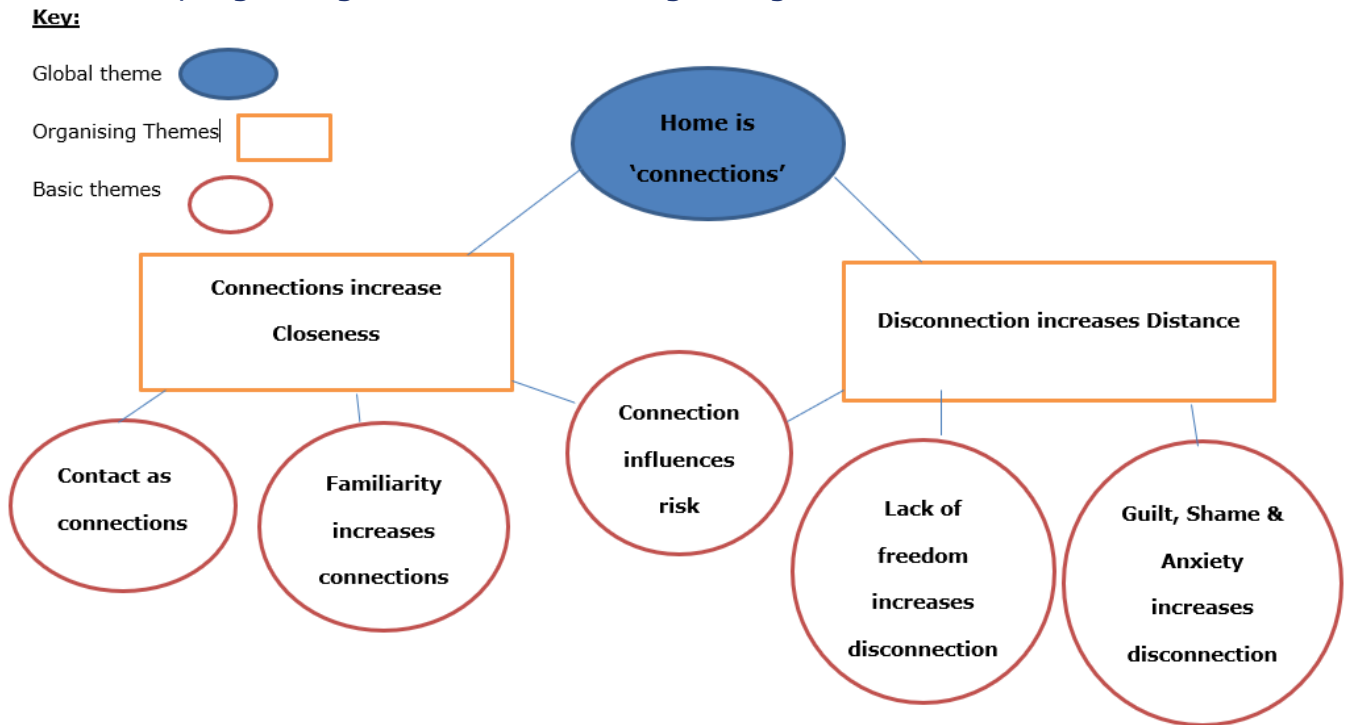 Key:
Global theme
Organising Themes
Basic themes
Home is
‘connections’
Connections increase
Closeness
Disconnection increases Distance
Contact as
connections
Familiarity
increases
connections
Connection
influences
risk
Lack of
freedom
increases
disconnection
Guilt, Shame &
Anxiety
increases
disconnection